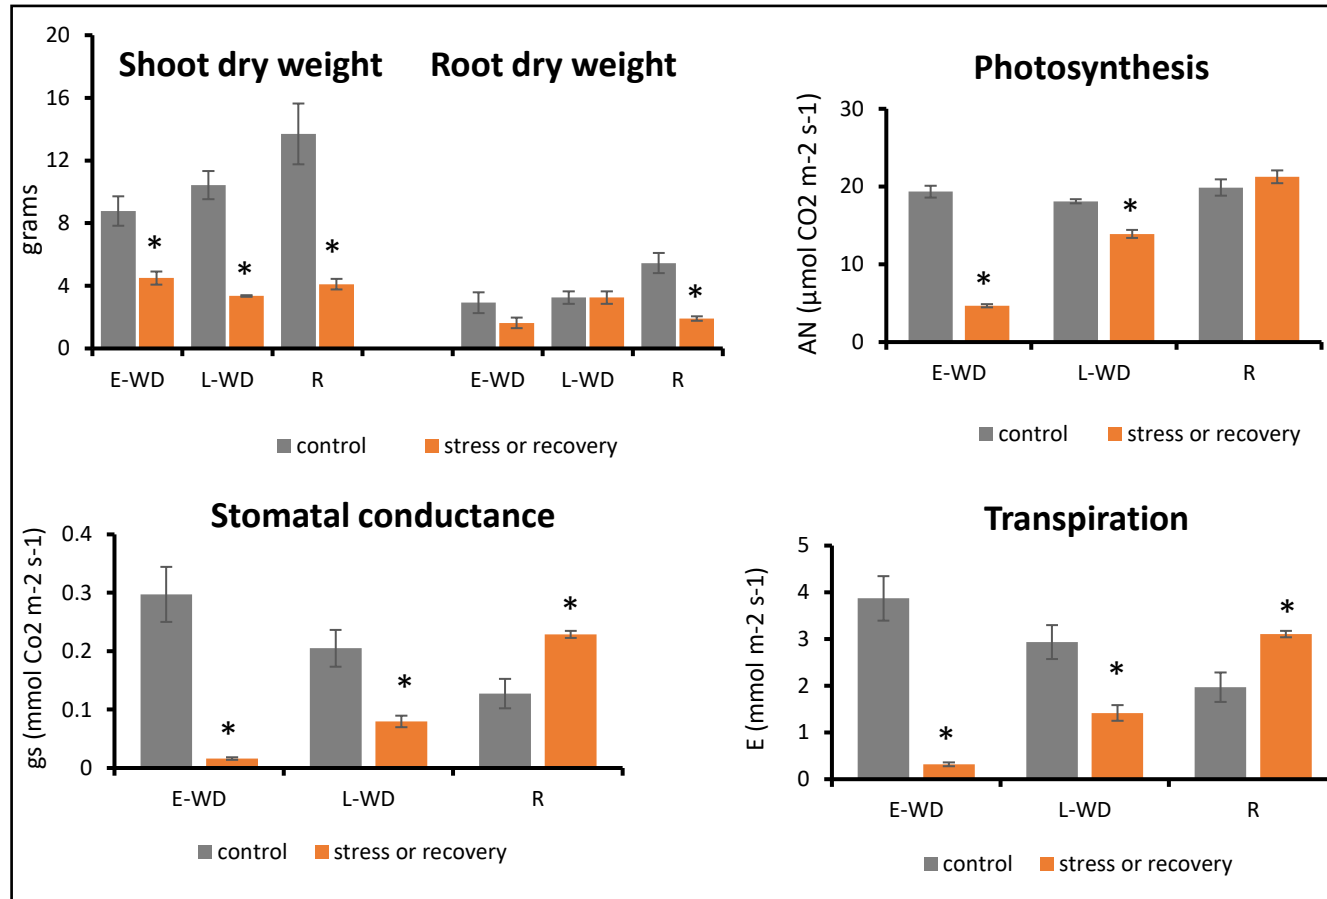 Shoot dry weight
Root dry weight
grams
20
16
12
8
4
0
*
*
*
*
E-WD
L-WD
R
E-WD
L-WD
R
control
stress or recovery
Photosynthesis
AN (µmol CO2 m-2 s-1)
30
20
10
0
*
*
E-WD
L-WD
R
control
stress or recovery
Stomatal conductance
gs (mmol Co2 m-2 s-1)
0.4
0.3
0.2
0.1
0
*
*
*
E-WD
L-WD
R
control
stress or recovery
Transpiration
E (mmol m-2 s-1)
5
4
3
2
1
0
*
*
*
E-WD
L-WD
R
control
stress or recovery